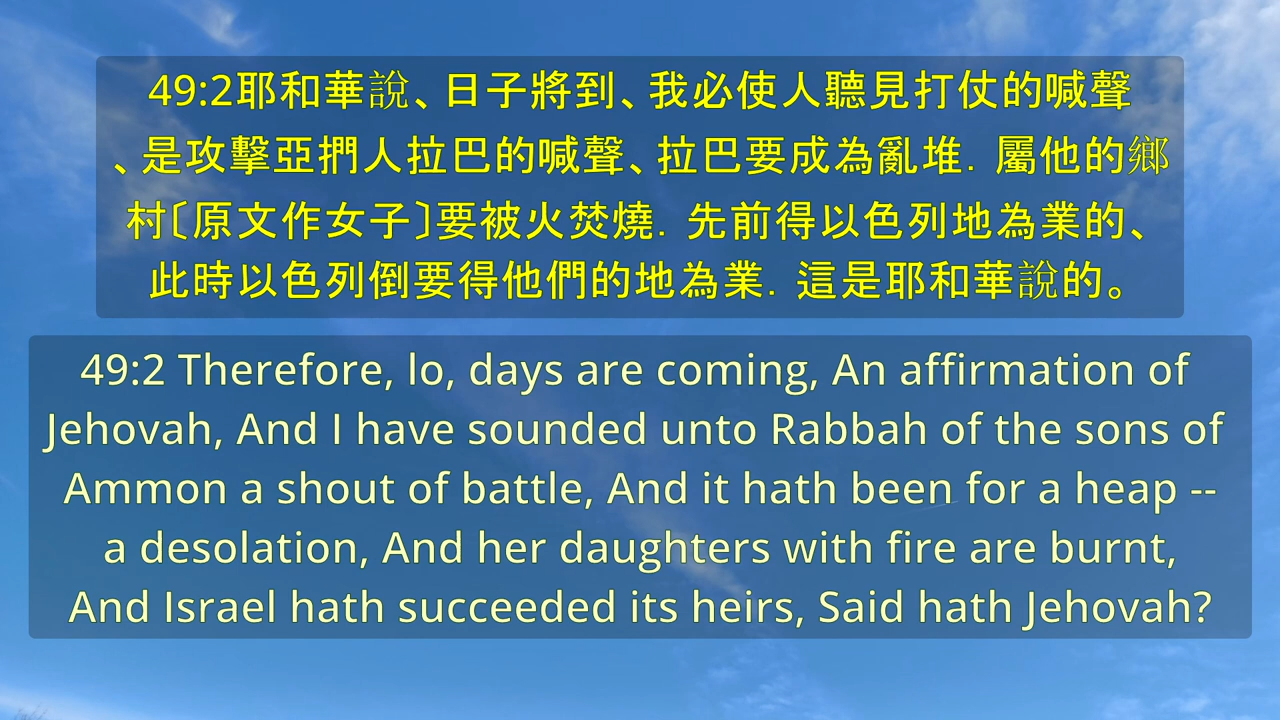 49:2耶和華說、日子將到、我必使人聽見打仗的喊聲
、是攻擊亞捫人拉巴的喊聲、拉巴要成為亂堆．屬他的鄉
村〔原文作女子〕要被火焚燒．先前得以色列地為業的、
此時以色列倒要得他們的地為業．這是耶和華說的。
49:2 Therefore, lo, days are coming, An affirmation of
Jehovah, And I have sounded unto Rabbah of the sons of
Ammon a shout of battle, And it hath been for a heap --
a desolation, And her daughters with fire are burnt,
And Israel hath succeeded its heirs, Said hath Jehovah?